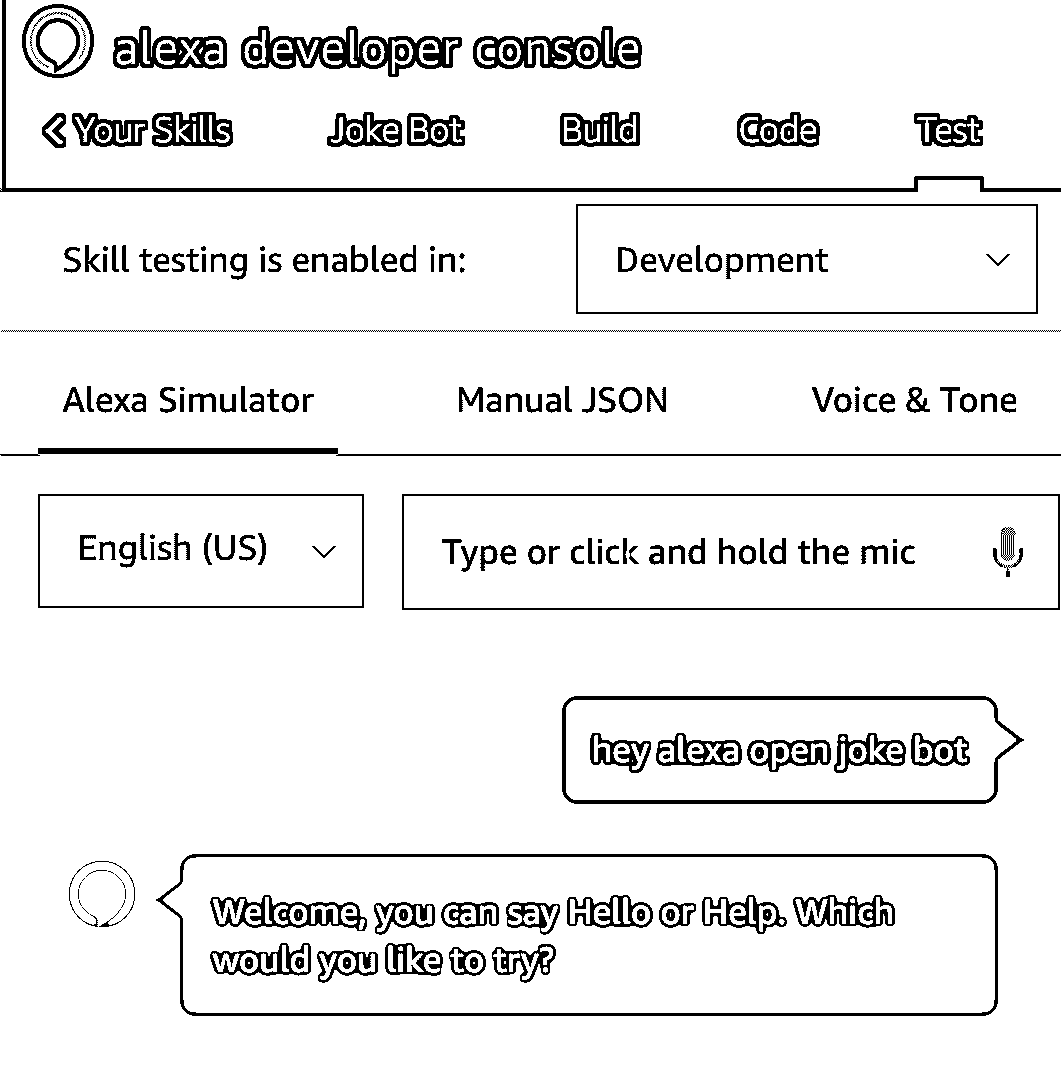 alexa developer console
Your Skills Joke Bot Build Code Test
Skill testing is enabled in: Development
Alexa Simulator Manual JSON Voice & Tone
English (US) Type or click and hold the mic
hey alexa open joke bot
Welcome, you can say Hello or Help. Which
would you like to try?